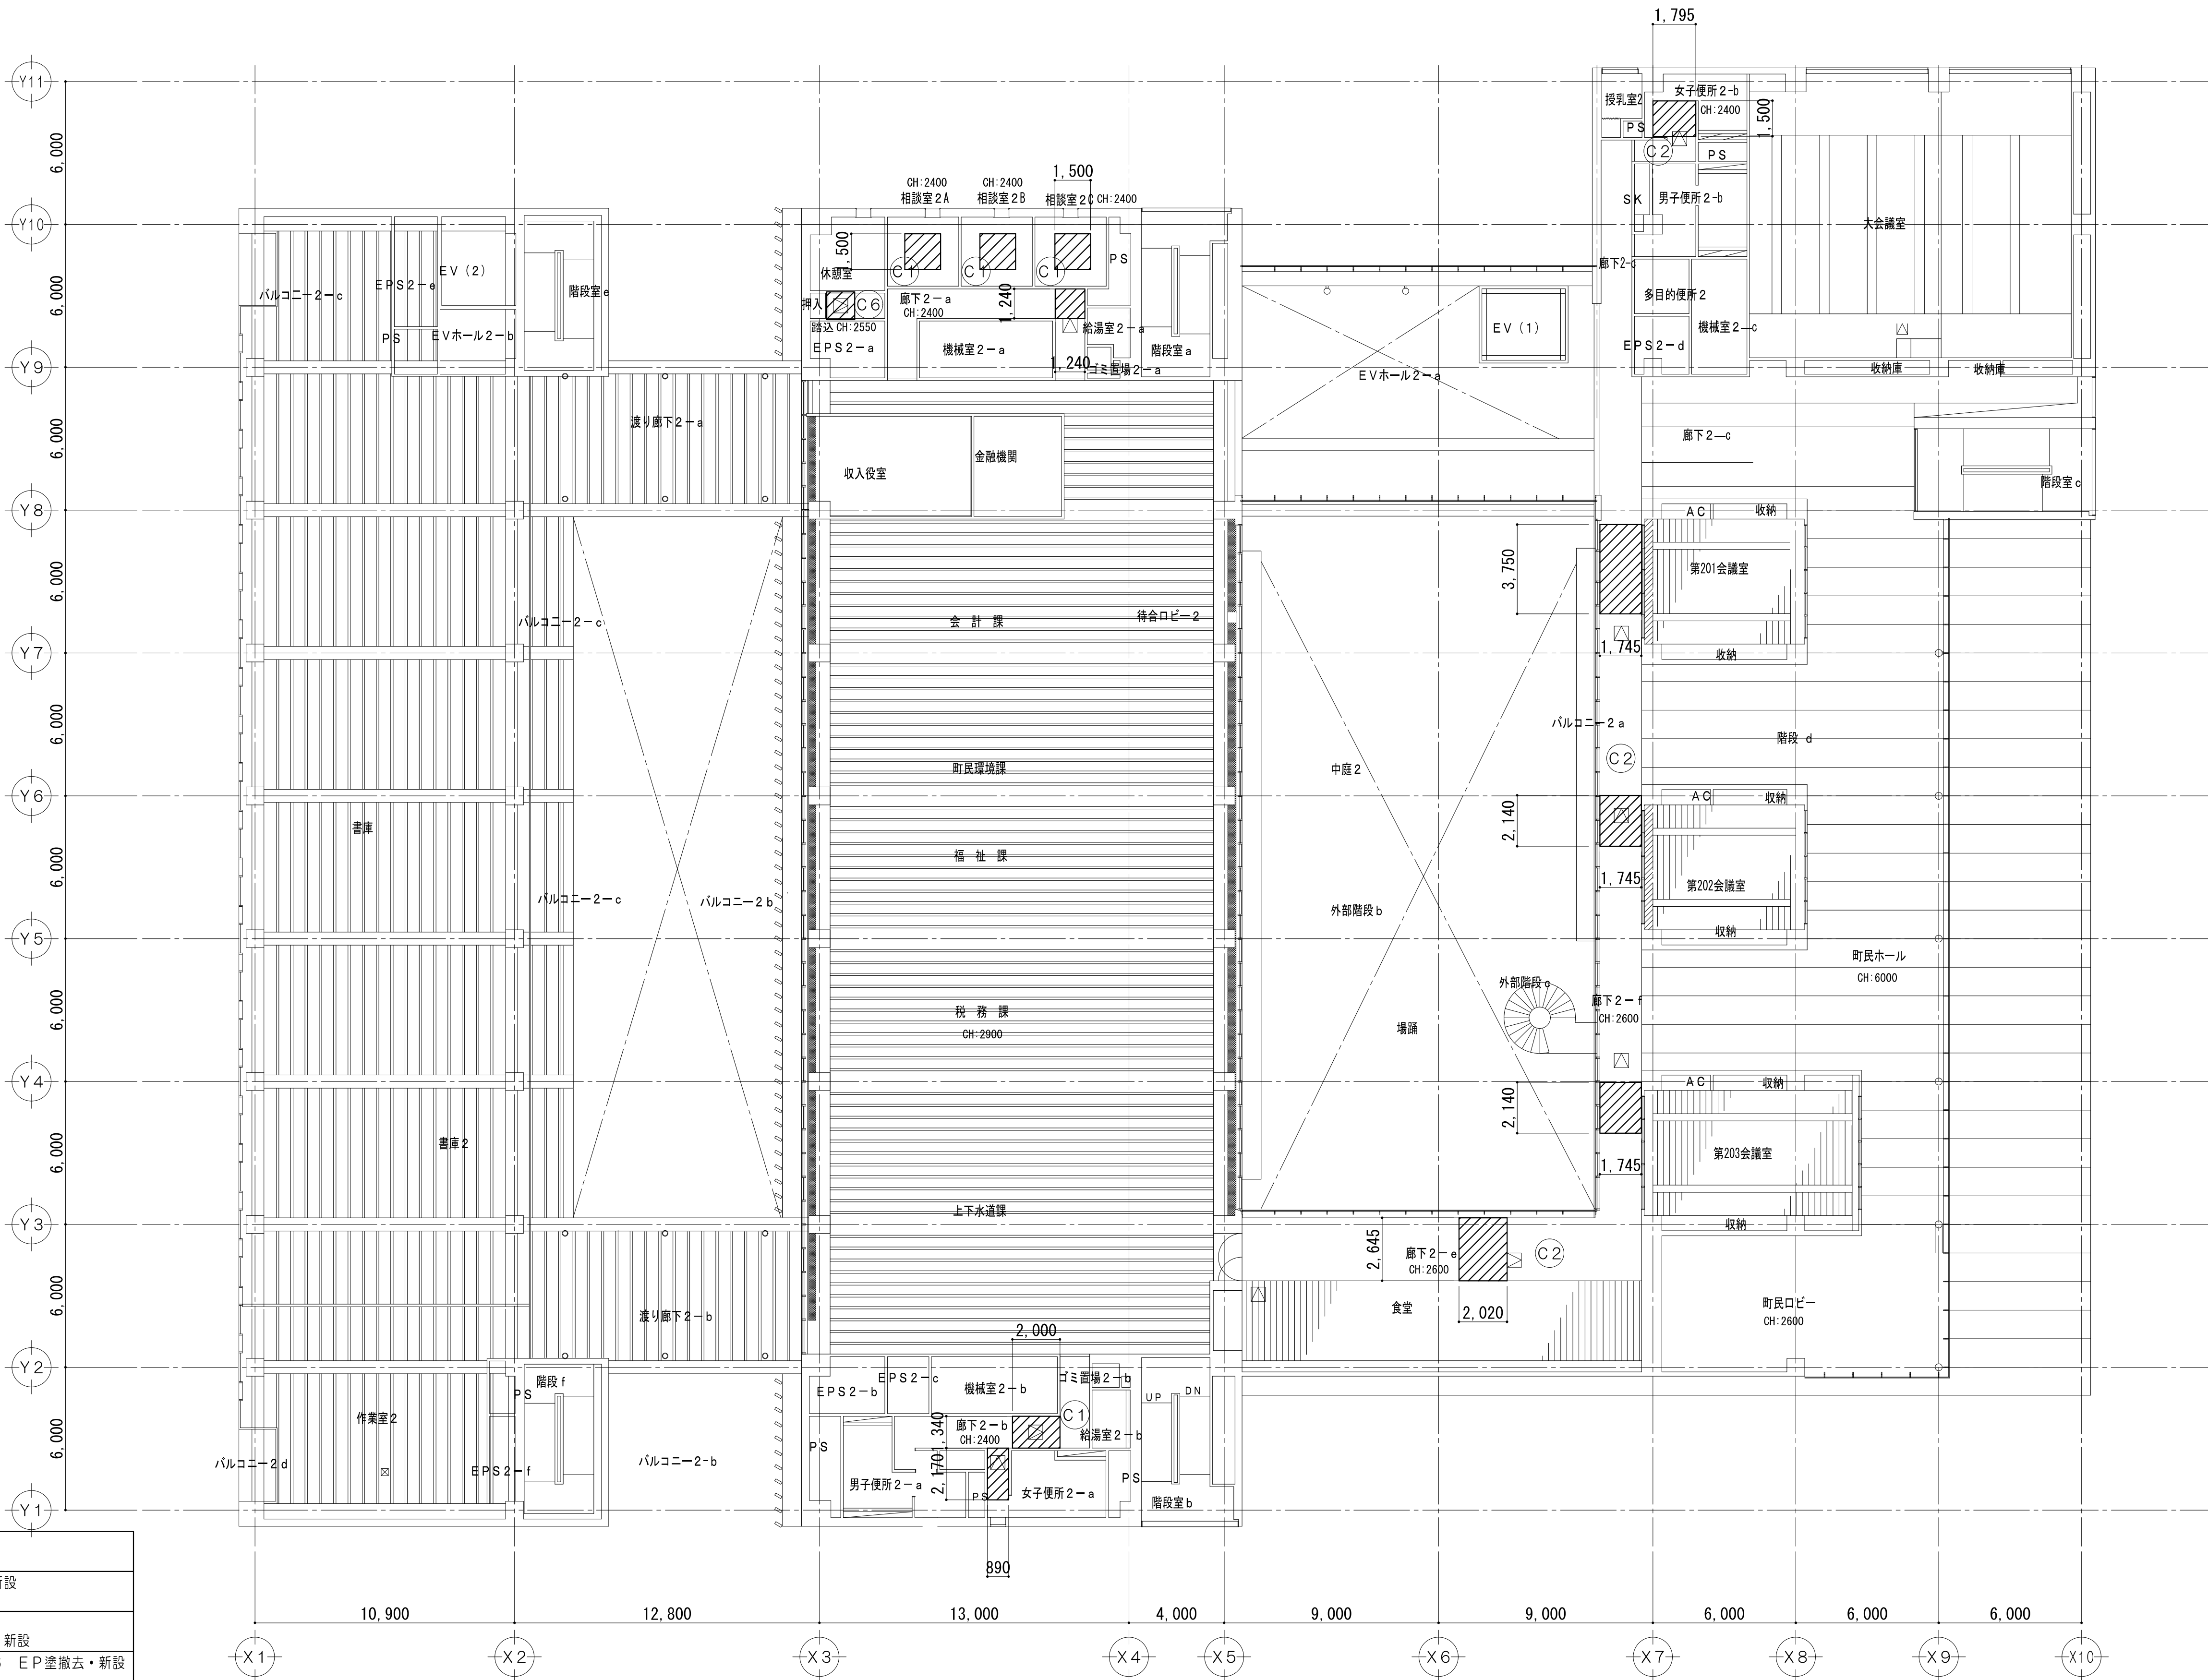 1,795
Y11
授乳室2
女子便所2-b
CH:2400
1,500
PS
C2
PS
6,000
1,500
CH:2400
相談室2A
CH:2400
相談室2B
相談室2C CH:2400
SK
男子便所2-b
大会議室
Y10
1,500
休憩室
C1
C1
C1
PS
EPS2-e
EV(2)
階段室e
バルコニー2-c
廊下2-c
6,000
押入
C6
廊下2-a
CH:2400
1,240
給湯室2-a
多目的便所2
機械室2-c
EV(1)
踏込 CH:2550
EPS2-a
機械室2-a
階段室a
PS
EVホール2-b
EPS2-d
Y9
1,240
ゴミ置場2-a
EVホール2-a
収納庫
収納庫
6,000
渡り廊下2-a
収入役室
金融機関
廊下2-c
階段室c
Y8
AC
収納
6,000
3,750
第201会議室
バルコニー2-c
会 計 課
待合ロビー2
Y7
1,745
収納
6,000
バルコニー2a
階段 d
町民環境課
中庭2
C2
Y6
AC
収納
書庫
2,140
6,000
福 祉 課
バルコニー2-c
バルコニー2b
外部階段b
1,745
第202会議室
Y5
収納
町民ホール
CH:6000
外部階段c
廊下2-f
CH:2600
6,000
税 務 課
CH:2900
場踊
Y4
AC
収納
2,140
書庫2
6,000
第203会議室
1,745
Y3
上下水道課
収納
2,645
廊下2-e
CH:2600
C2
6,000
渡り廊下2-b
食堂
2,020
町民ロビー
CH:2600
2,000
Y2
階段f
PS
EPS2-b
EPS2-c
機械室2-b
ゴミ置場2-b
UP
DN
作業室2
1,340
廊下2-b
CH:2400
C1
給湯室2-b
6,000
PS
バルコニー2d
EPS2-f
バルコニー2-b
男子便所2-a
2,170
PS
女子便所2-a
PS
階段室b
Y1
890
新設
新設
EP塗撤去・新設
10,900
12,800
13,000
4,000
9,000
9,000
6,000
6,000
6,000
X1
X2
X3
X4
X5
X6
X7
X8
X9
X10